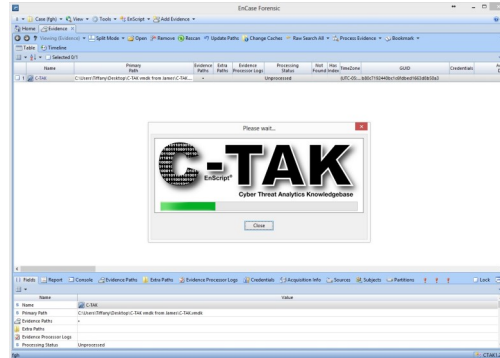 EnCase Forensic
Case (fgh) View Tools EnScript Add Evidence
Home Evidence
Viewing (Evidence) Split Mode Open Remove Rescan Update Paths Change Caches Raw Search All Process Evidence Bookmark
Table Timeline
Selected 0/1
Name Primary Path Evidence Paths Extra Paths Evidence Processor Logs Processing Status Not Found Has Index TimeZone GUID Credentials
1 C-TAK C:\Users\Tiffany\Desktop\C-TAK vmdk from James\C-TAK.... • Unprocessed
Please wait...
C-TAK
EnScript®
Cyber Threat Analytics Knowledgebase
Close
Fields Report Console Evidence Paths Extra Paths Evidence Processor Logs Credentials Acquisition Info Sources Subjects Partitions Lock
Name Value
Name C-TAK
Primary Path C:\Users\Tiffany\Desktop\C-TAK vmdk from James\C-TAK.vmdk
Evidence Paths •
Extra Paths
Evidence Processor Logs
Processing Status Unprocessed
fgh